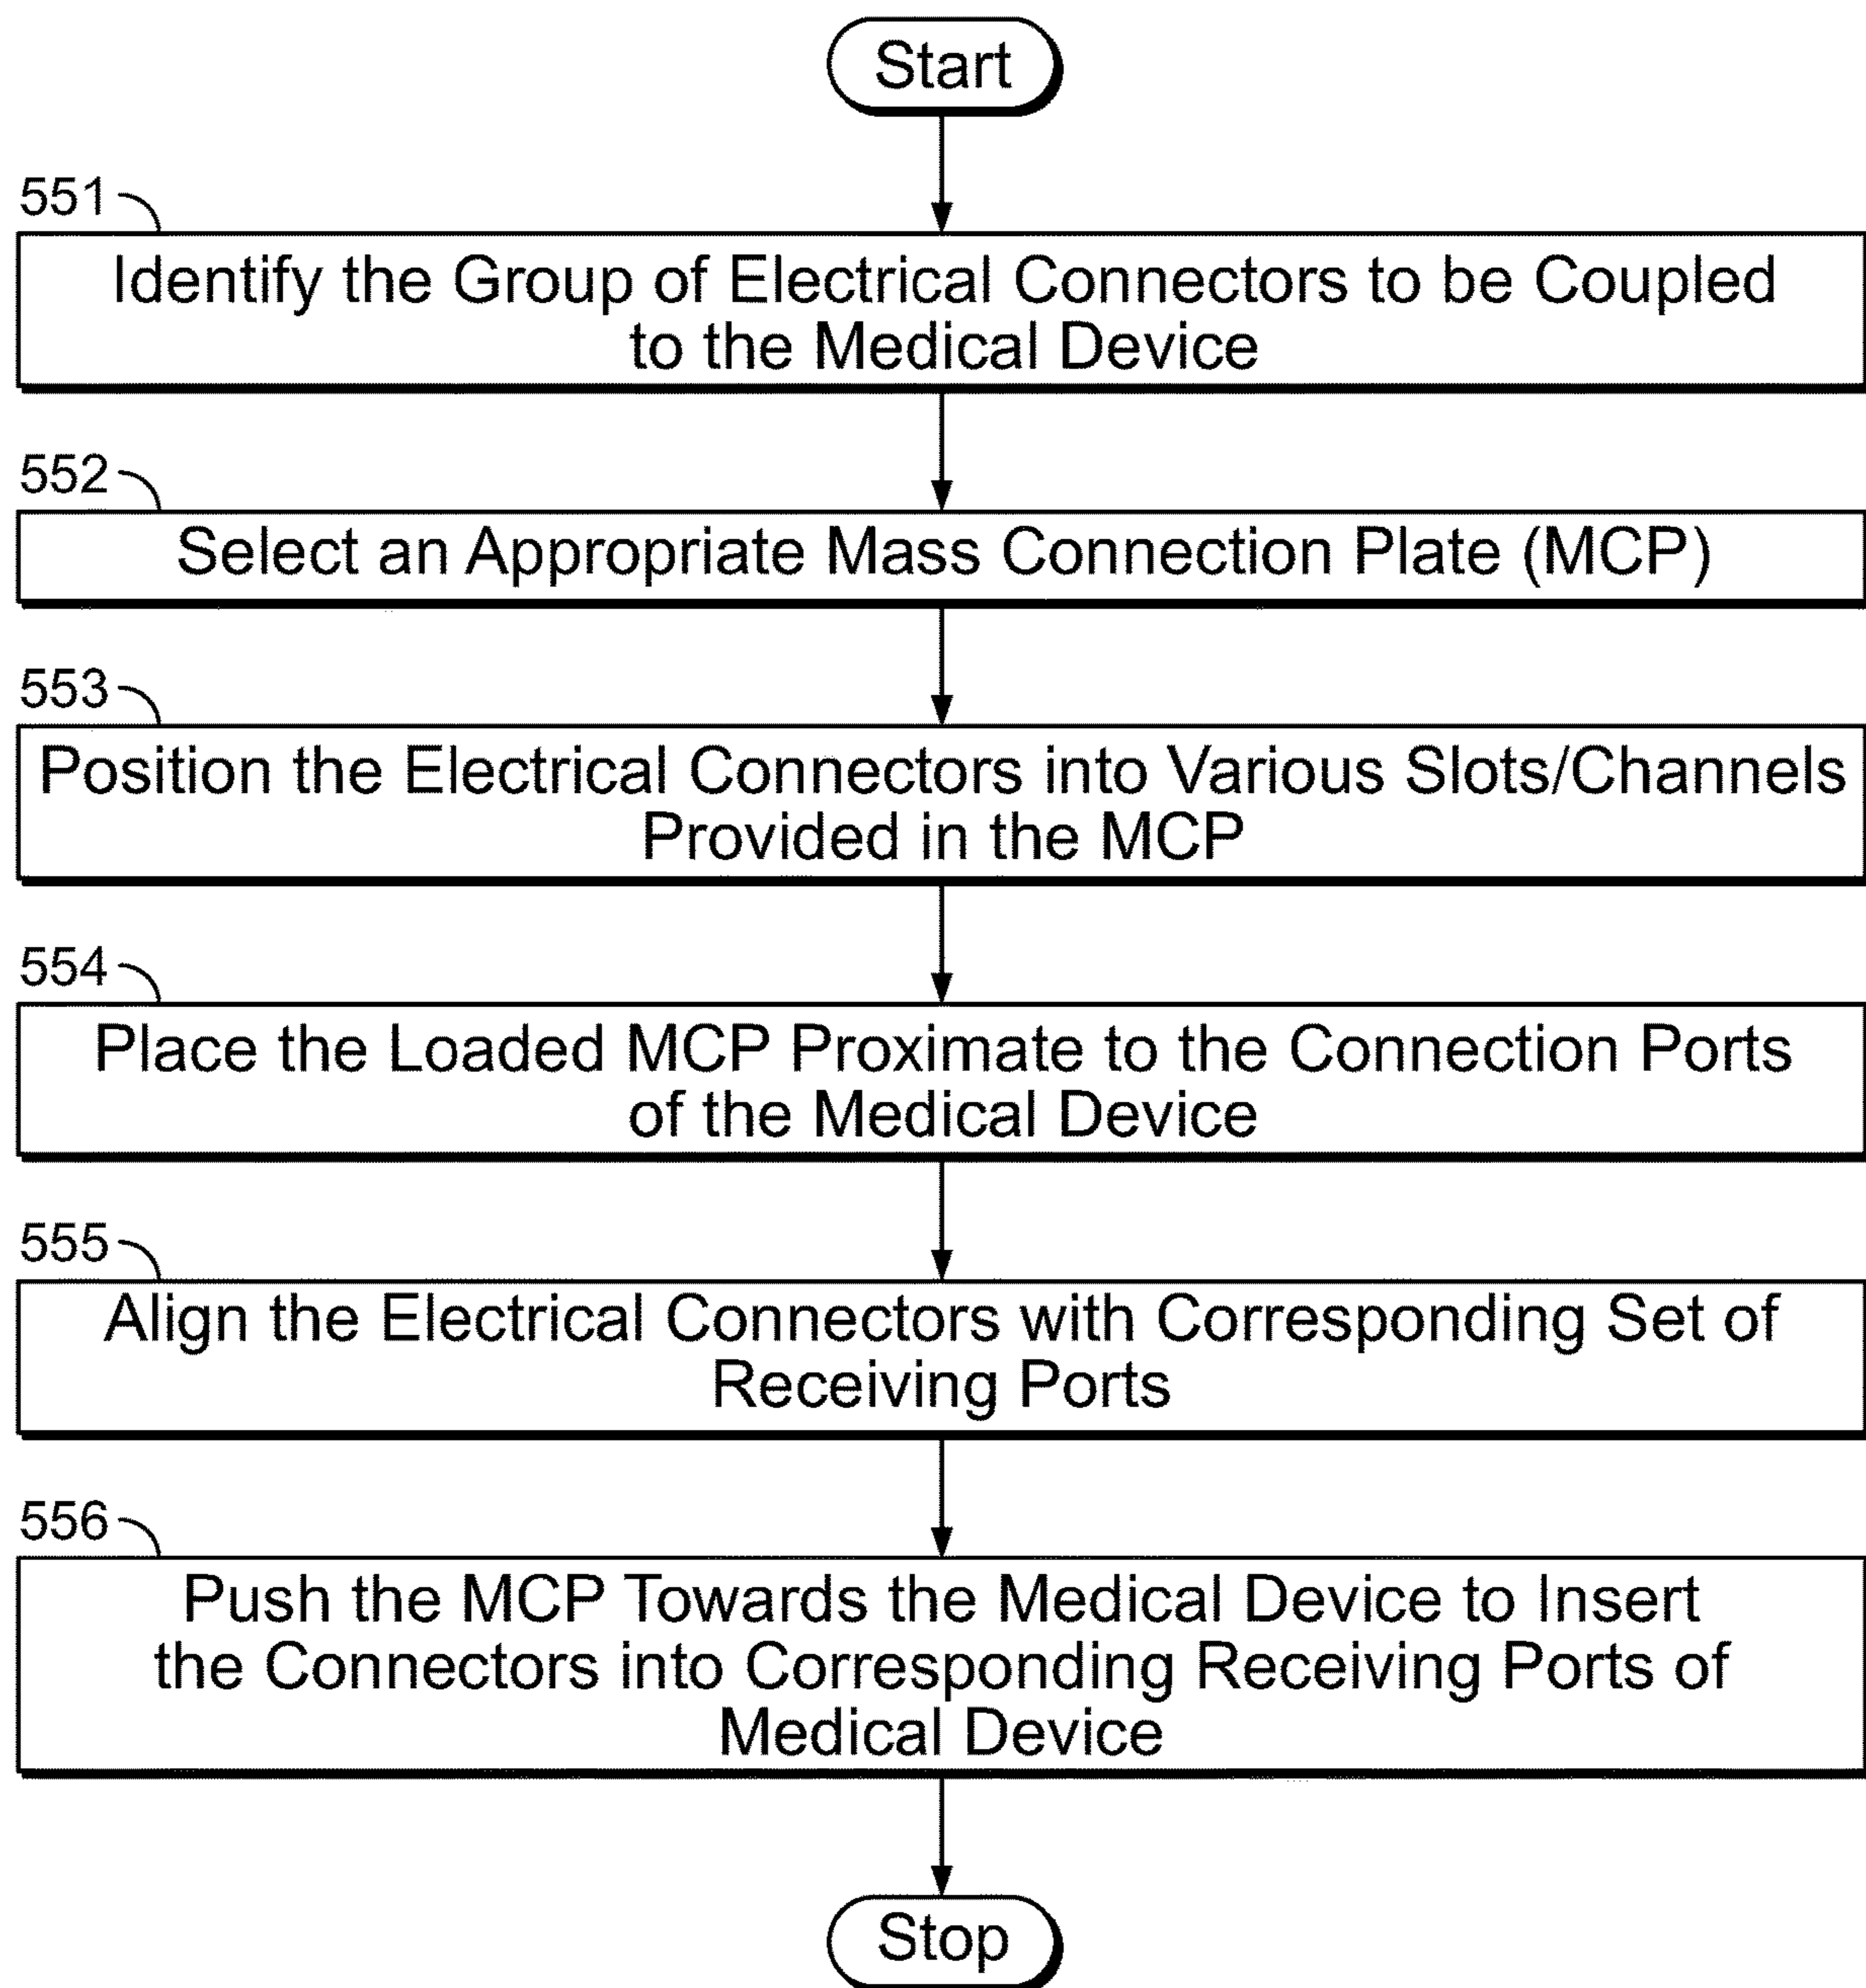 Start
551
Identify the Group of Electrical Connectors to be Coupled
to the Medical Device
552
Select an Appropriate Mass Connection Plate (MCP)
553
Position the Electrical Connectors into Various Slots/Channels
Provided in the MCP
554
Place the Loaded MCP Proximate to the Connection Ports
of the Medical Device
555
Align the Electrical Connectors with Corresponding Set of
Receiving Ports
556
Push the MCP Towards the Medical Device to Insert
the Connectors into Corresponding Receiving Ports of
Medical Device
Stop